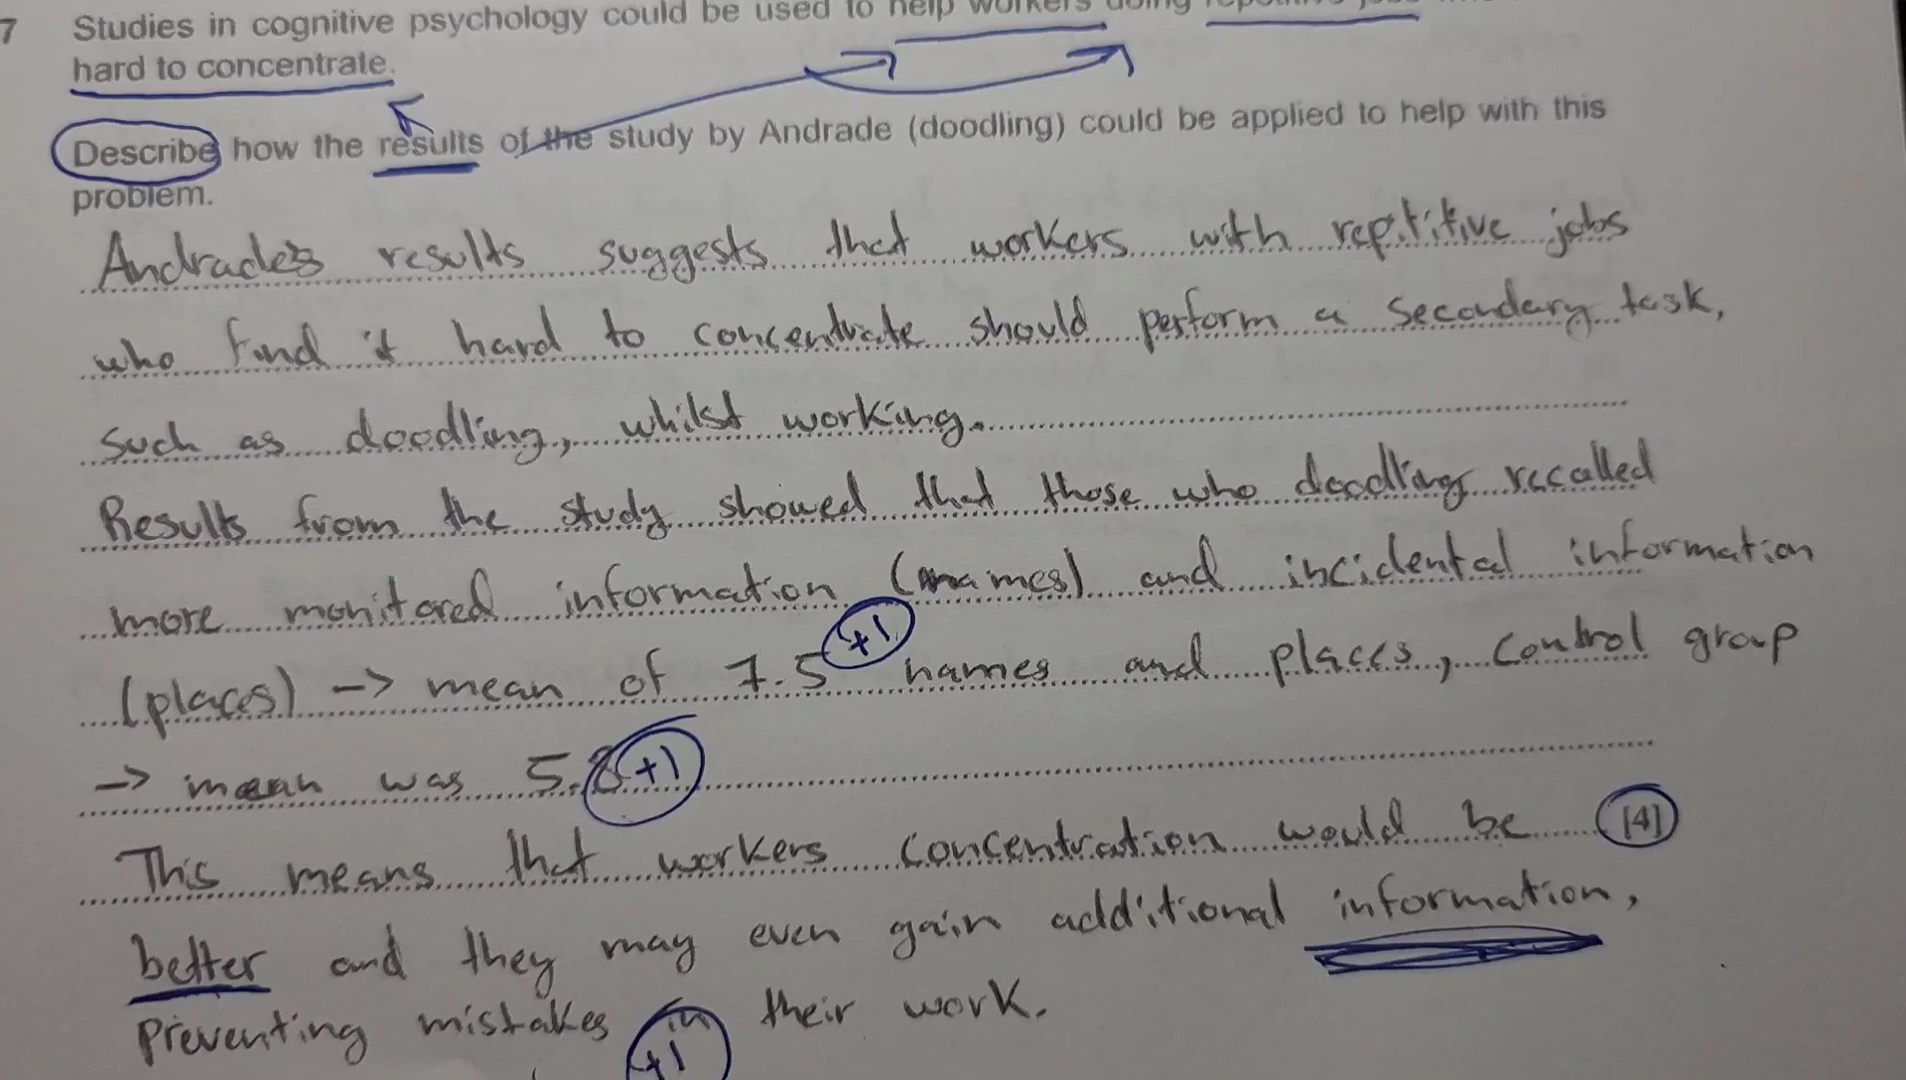 7 Studies in cognitive psychology could be used to help workers doing
hard to concentrate.
Describe how the results of the study by Andrade (doodling) could be applied to help with this
problem.
Andrade's results suggests that workers with repititive jobs
who find it hard to concentrate should perform a secondary task,
such as doodling, whilst working.
Results from the study showed that those who doodling recalled
more monitored information (names) and incidental information
(places) -> mean of 7.5 +1 names and places, control group
-> mean was 5.8 +1
This means that workers concentration would be [4]
better and they may even gain additional information,
preventing mistakes in their work.
+1